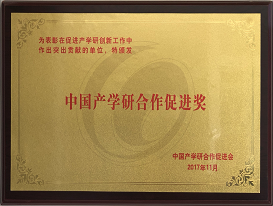 为表彰在促进产学研创新工作中
作出突出贡献的单位，特颁发
中国产学研合作促进奖
中国产学研合作促进会
2017年11月